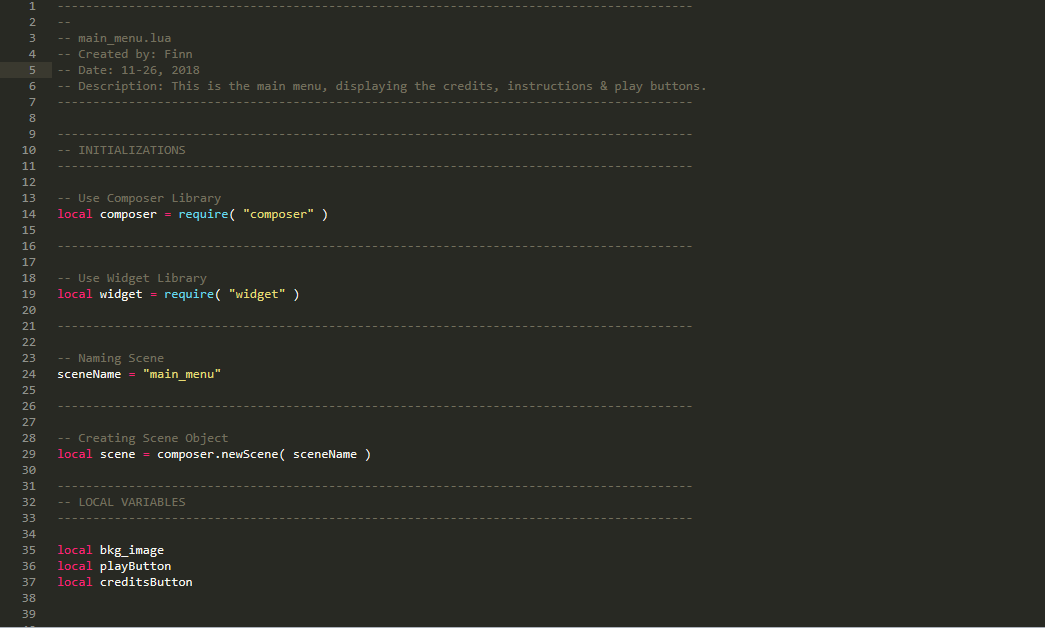 1 -----------------------------------------------------------------------------------------
2 --
3 -- main_menu.lua
4 -- Created by: Finn
5 -- Date: 11-26, 2018
6 -- Description: This is the main menu, displaying the credits, instructions & play buttons.
7 -----------------------------------------------------------------------------------------
8
9 -----------------------------------------------------------------------------------------
10 -- INITIALIZATIONS
11 -----------------------------------------------------------------------------------------
12
13 -- Use Composer Library
14 local composer = require( "composer" )
15
16 -----------------------------------------------------------------------------------------
17
18 -- Use Widget Library
19 local widget = require( "widget" )
20
21 -----------------------------------------------------------------------------------------
22
23 -- Naming Scene
24 sceneName = "main_menu"
25
26 -----------------------------------------------------------------------------------------
27
28 -- Creating Scene Object
29 local scene = composer.newScene( sceneName )
30
31 -----------------------------------------------------------------------------------------
32 -- LOCAL VARIABLES
33 -----------------------------------------------------------------------------------------
34
35 local bkg_image
36 local playButton
37 local creditsButton
38
39